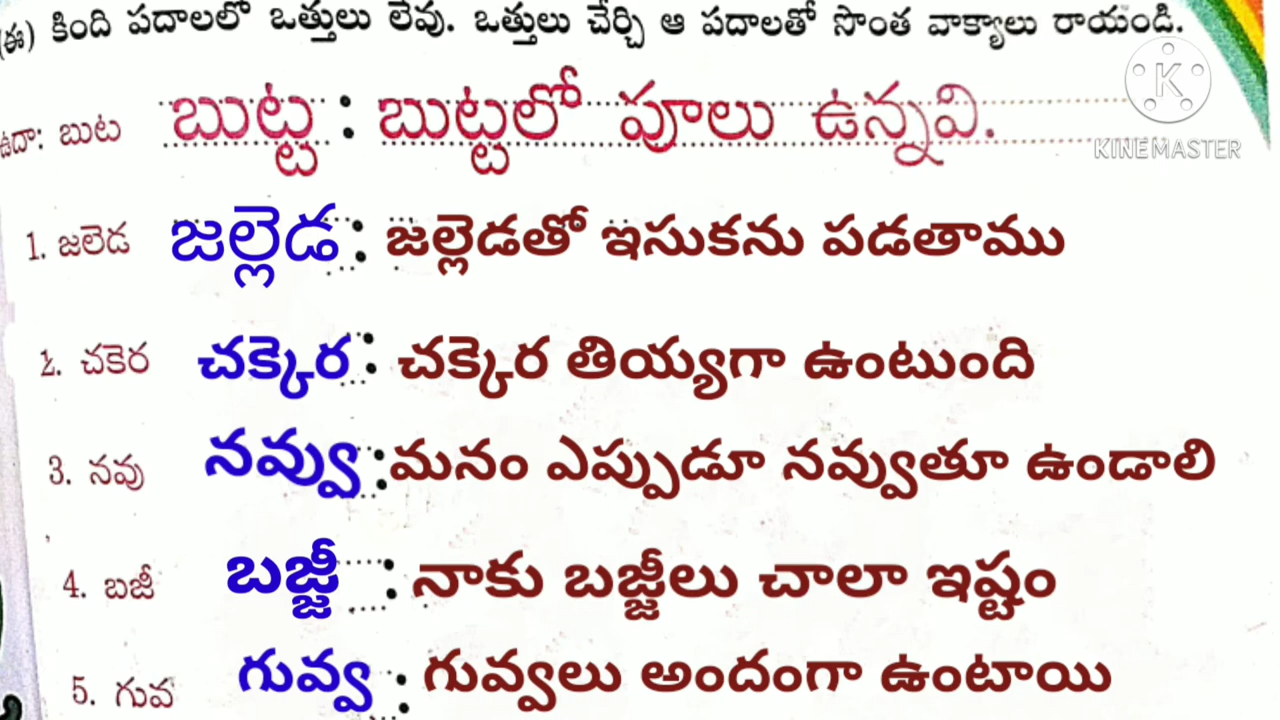 (ఈ) కింది పదాలలో ఒత్తులు లేవు. ఒత్తులు చేర్చి ఆ పదాలతో సొంత వాక్యాలు రాయండి.
ఉదా: బుట బుట్ట : బుట్టలో పూలు ఉన్నవి.
KINEMASTER
1. జలెడ జల్లెడ : జల్లెడతో ఇసుకను పడతాము
2. చకెర చక్కెర : చక్కెర తియ్యగా ఉంటుంది
3. నవు నవ్వు : మనం ఎప్పుడూ నవ్వుతూ ఉండాలి
4. బజీ బజ్జీ : నాకు బజ్జీలు చాలా ఇష్టం
5. గువ గువ్వ : గువ్వలు అందంగా ఉంటాయి